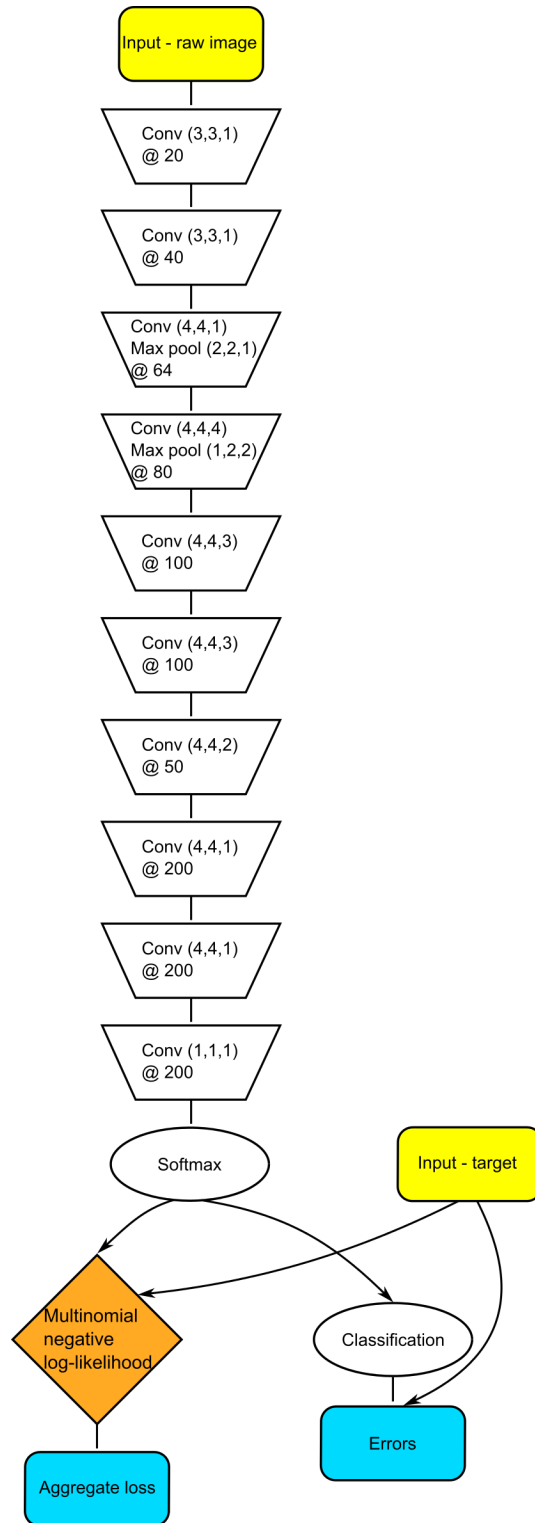 Input - raw image
Conv (3,3,1)
@ 20
Conv (3,3,1)
@ 40
Conv (4,4,1)
Max pool (2,2,1)
@ 64
Conv (4,4,4)
Max pool (1,2,2)
@ 80
Conv (4,4,3)
@ 100
Conv (4,4,3)
@ 100
Conv (4,4,2)
@ 50
Conv (4,4,1)
@ 200
Conv (4,4,1)
@ 200
Conv (1,1,1)
@ 200
Softmax
Input - target
Multinomial
negative
log-likelihood
Classification
Errors
Aggregate loss